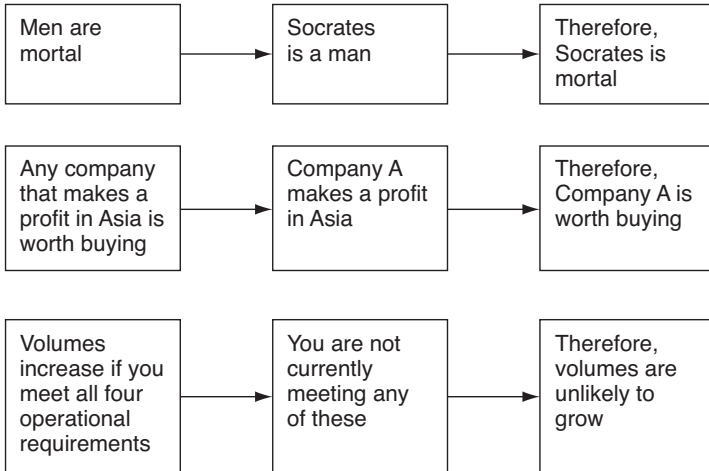 Men are
mortal
Socrates
is a man
Therefore,
Socrates is
mortal
Any company
that makes a
profit in Asia is
worth buying
Company A
makes a profit
in Asia
Therefore,
Company A is
worth buying
Volumes
increase if you
meet all four
operational
requirements
You are not
currently
meeting any
of these
Therefore,
volumes are
unlikely to
grow